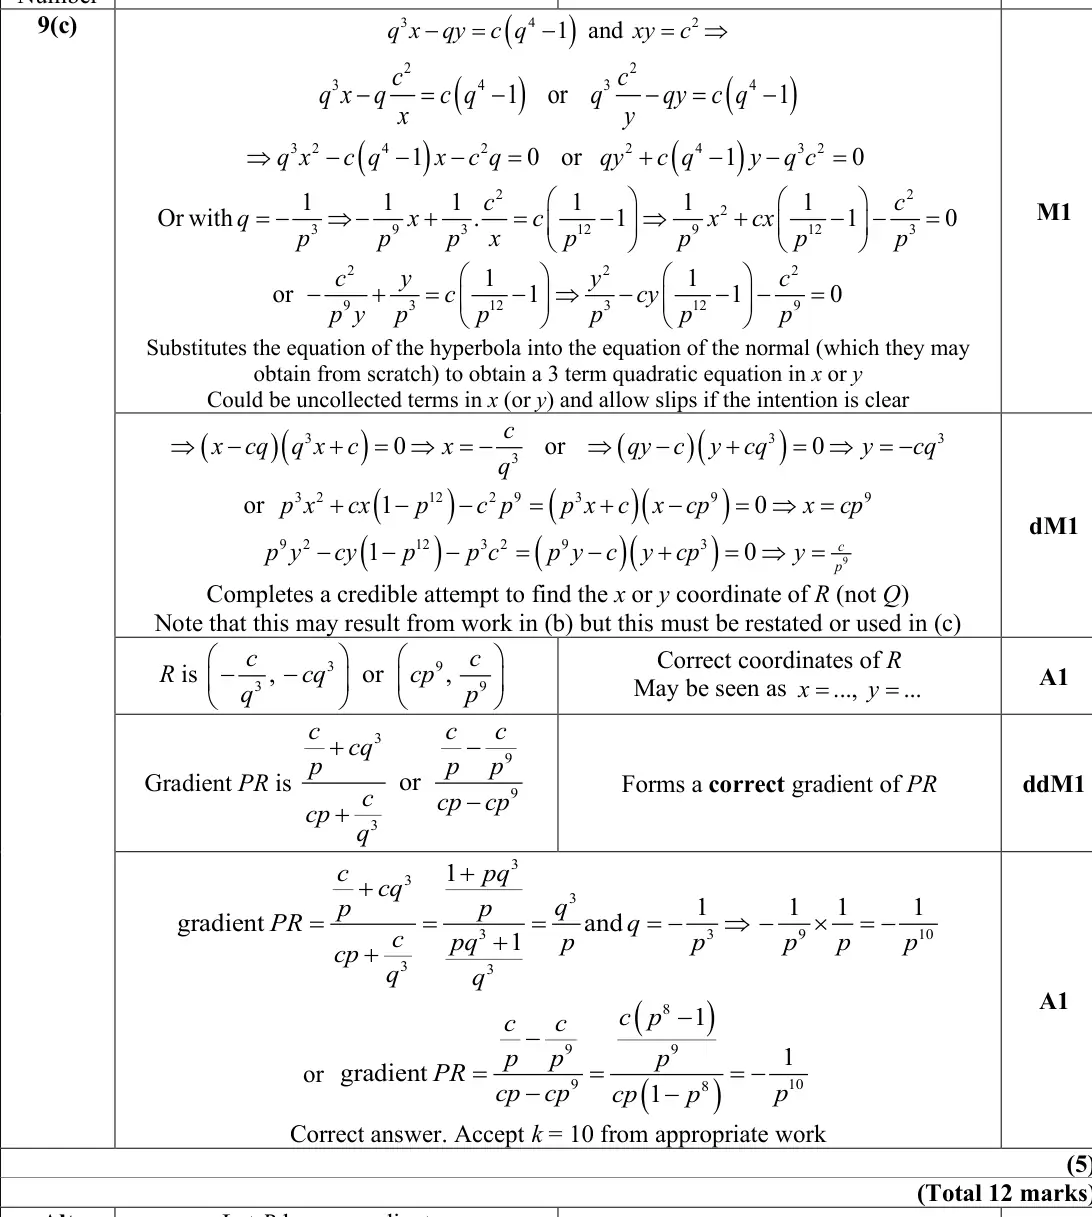 Number
9(c)
q³x − qy = c(q⁴ − 1) and xy = c² ⇒
q³x − q c²/x = c(q⁴ − 1) or q³ c²/y − qy = c(q⁴ − 1)
⇒ q³x² − c(q⁴ − 1)x − c²q = 0 or qy² + c(q⁴ − 1)y − q³c² = 0
Or with q = − 1/p³ ⇒ − 1/p⁹ x + 1/p³ . c²/x = c(1/p¹² − 1) ⇒ 1/p⁹ x² + cx(1/p¹² − 1) − c²/p³ = 0
or − c²/(p⁹y) + y/p³ = c(1/p¹² − 1) ⇒ y²/p³ − cy(1/p¹² − 1) − c²/p⁹ = 0
Substitutes the equation of the hyperbola into the equation of the normal (which they may
obtain from scratch) to obtain a 3 term quadratic equation in x or y
Could be uncollected terms in x (or y) and allow slips if the intention is clear
M1
⇒ (x − cq)(q³x + c) = 0 ⇒ x = − c/q³ or ⇒ (qy − c)(y + cq³) = 0 ⇒ y = −cq³
or p³x² + cx(1 − p¹²) − c²p⁹ = (p³x + c)(x − cp⁹) = 0 ⇒ x = cp⁹
p⁹y² − cy(1 − p¹²) − p³c² = (p⁹y − c)(y + cp³) = 0 ⇒ y = c/p⁹
Completes a credible attempt to find the x or y coordinate of R (not Q)
Note that this may result from work in (b) but this must be restated or used in (c)
dM1
R is (− c/q³, −cq³) or (cp⁹, c/p⁹)
Correct coordinates of R
May be seen as x = ..., y = ...
A1
Gradient PR is (c/p + cq³)/(cp + c/q³) or (c/p − c/p⁹)/(cp − cp⁹)
Forms a correct gradient of PR
ddM1
gradient PR = (c/p + cq³)/(cp + c/q³) = ((1 + pq³)/p)/((pq³ + 1)/q³) = q³/p and q = − 1/p³ ⇒ − 1/p⁹ × 1/p = − 1/p¹⁰
or gradient PR = (c/p − c/p⁹)/(cp − cp⁹) = (c(p⁸ − 1)/p⁹)/(cp(1 − p⁸)) = − 1/p¹⁰
Correct answer. Accept k = 10 from appropriate work
A1
(5)
(Total 12 marks)